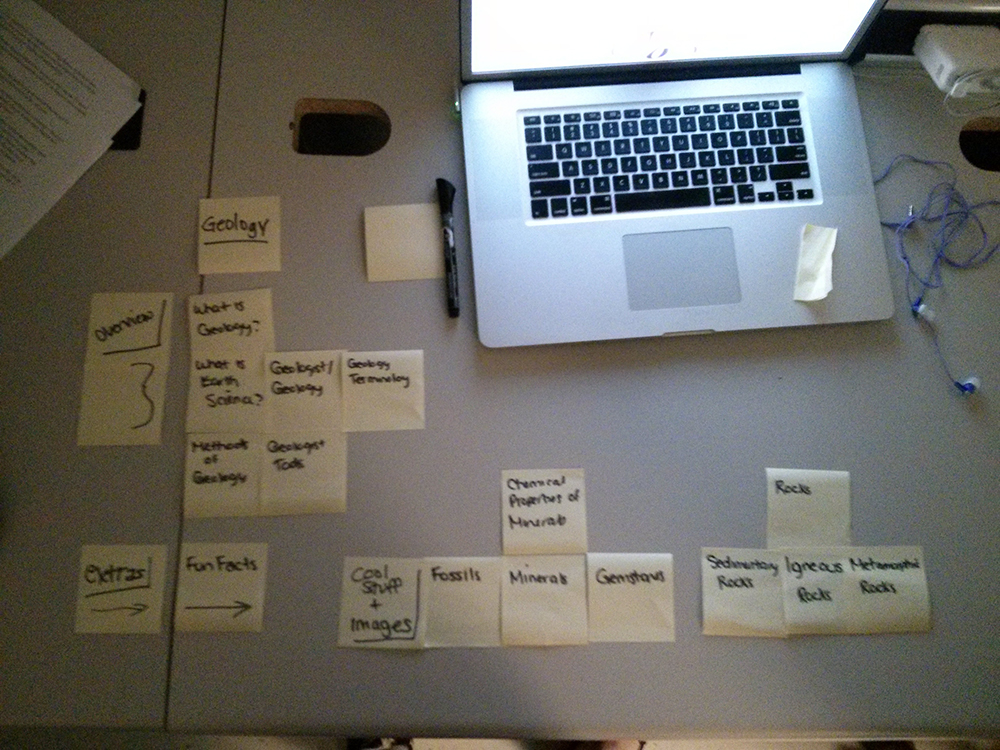 Geology
Overview
What is
Geology?
What is
Earth
Science?
Geologist/
Geology
Geology
Terminology
Methods
of
Geology
Geologist
Tools
Chemical
Properties of
Minerals
Rocks
extras
Fun Facts
Cool
Stuff
+
Images
Fossils
Minerals
Gemstones
Sedimentary
Rocks
Igneous
Rocks
Metamorphic
Rocks